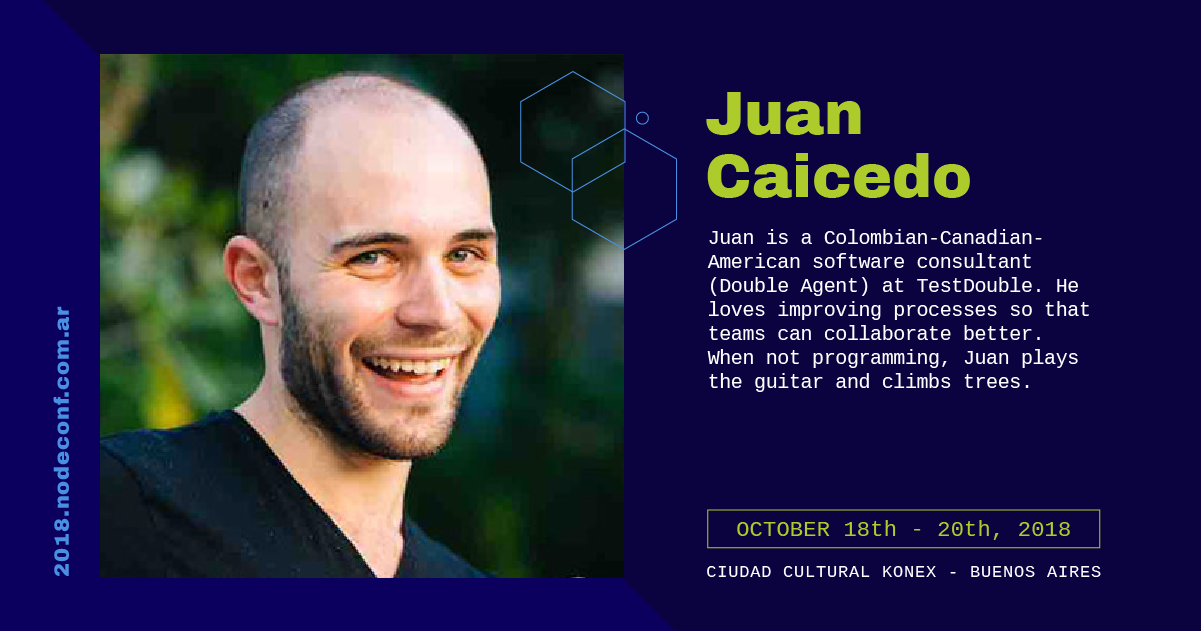 Juan
Caicedo
Juan is a Colombian-Canadian-
American software consultant
(Double Agent) at TestDouble. He
loves improving processes so that
teams can collaborate better.
When not programming, Juan plays
the guitar and climbs trees.
OCTOBER 18th - 20th, 2018
CIUDAD CULTURAL KONEX - BUENOS AIRES
2018.nodeconf.com.ar